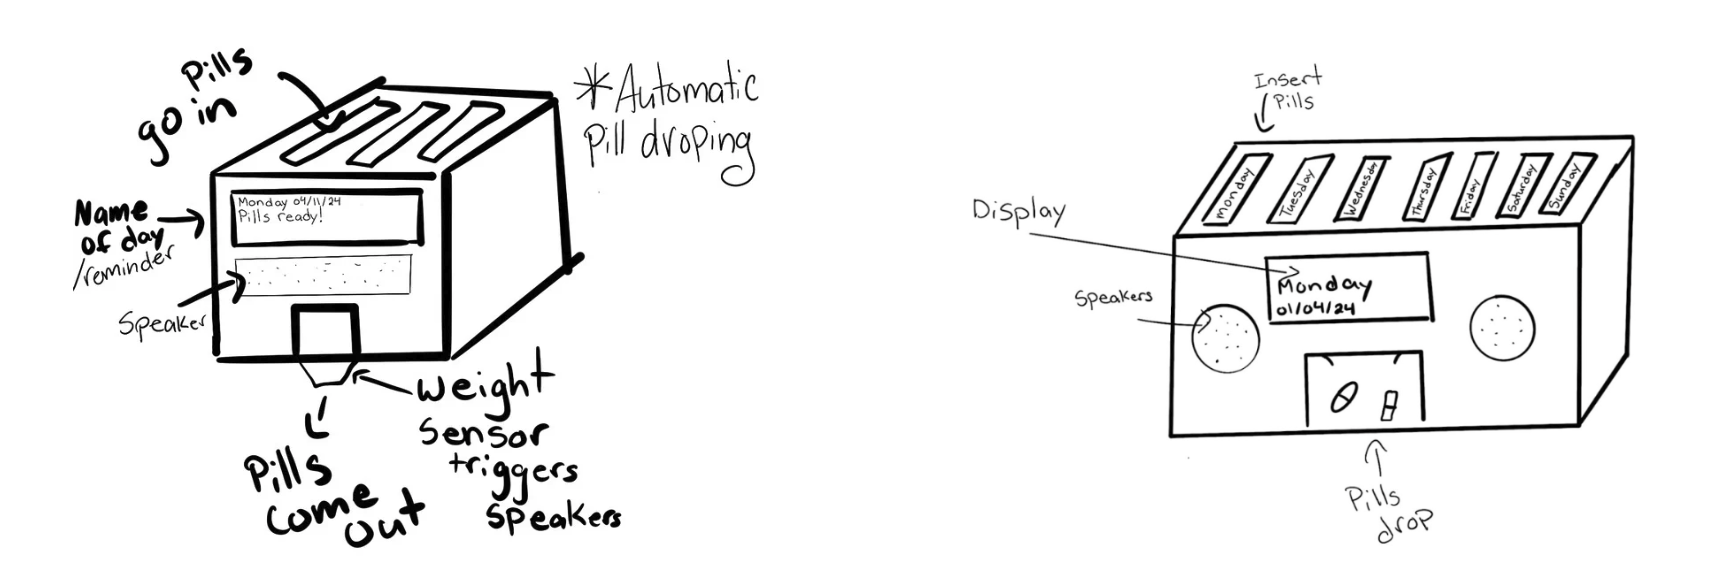 Pills
go in
*Automatic
Pill droping
Name
of day
/reminder
Monday 04/11/24
Pills ready!
Speaker
Weight
Sensor
triggers
Speakers
Pills
Come
Out
Insert
Pills
Monday
Tuesday
Wednesday
Thursday
Friday
Saturday
Sunday
Display
Monday
01/04/24
Speakers
Pills
drop